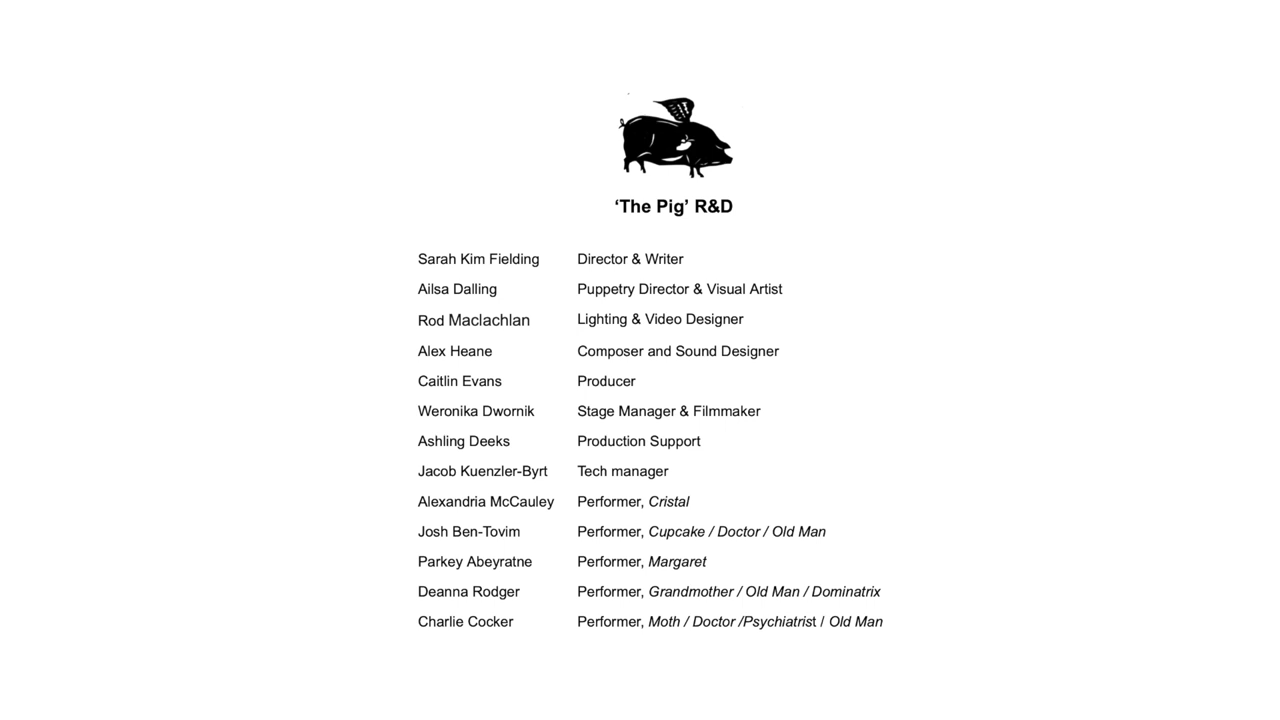 ‘The Pig’ R&D
Sarah Kim Fielding Director & Writer
Ailsa Dalling Puppetry Director & Visual Artist
Rod Maclachlan Lighting & Video Designer
Alex Heane Composer and Sound Designer
Caitlin Evans Producer
Weronika Dwornik Stage Manager & Filmmaker
Ashling Deeks Production Support
Jacob Kuenzler-Byrt Tech manager
Alexandria McCauley Performer, Cristal
Josh Ben-Tovim Performer, Cupcake / Doctor / Old Man
Parkey Abeyratne Performer, Margaret
Deanna Rodger Performer, Grandmother / Old Man / Dominatrix
Charlie Cocker Performer, Moth / Doctor /Psychiatrist / Old Man